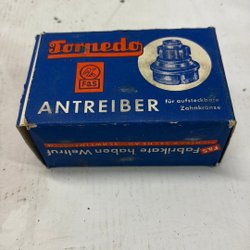 Torpedo
F&S
ANTREIBER
für aufsteckbare
Zahnkränze
F&S Fabrikate haben Weltruf